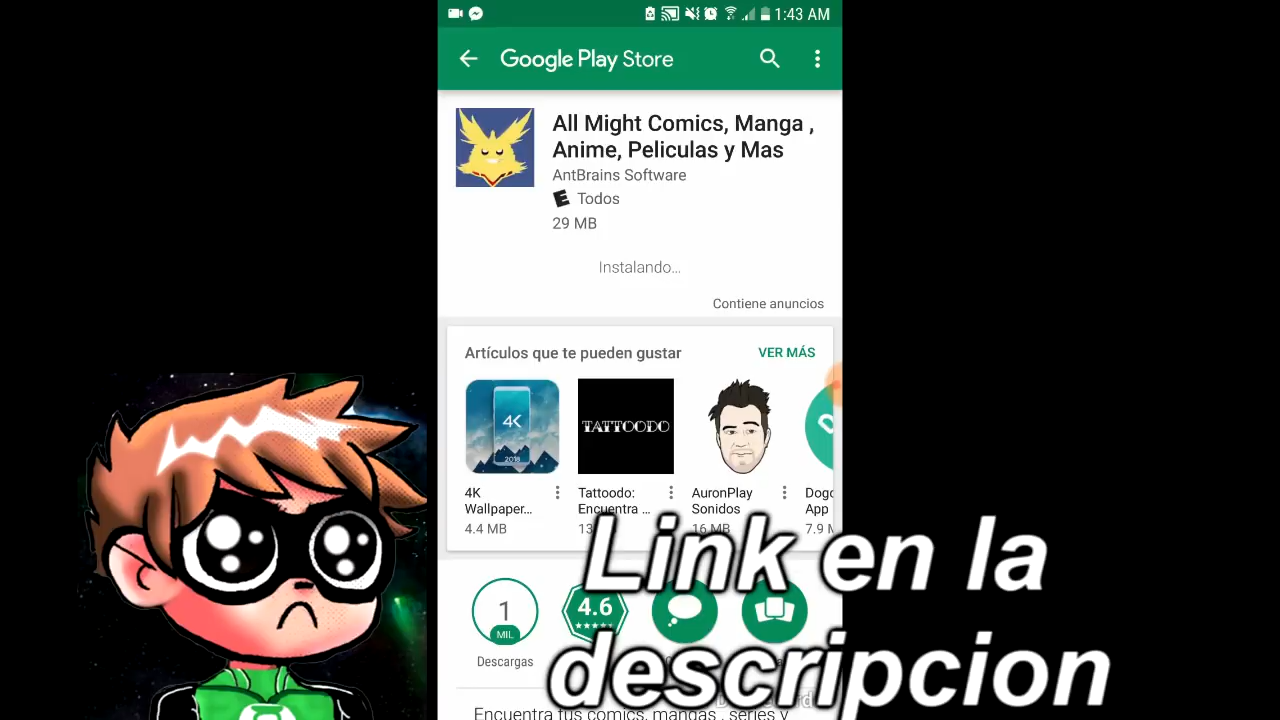 1:43 AM
Google Play Store
All Might Comics, Manga ,
Anime, Peliculas y Mas
AntBrains Software
E Todos
29 MB
Instalando...
Contiene anuncios
Artículos que te pueden gustar
VER MÁS
4K
2018
TATTOODO
4K
Wallpaper...
4.4 MB
Tattoodo:
Encuentra ...
AuronPlay
Sonidos
16 MB
Dogo
App
7.9 M
Link en la
descripcion
1
MIL
Descargas
4.6
Encuentra tus comics, mangas , series y